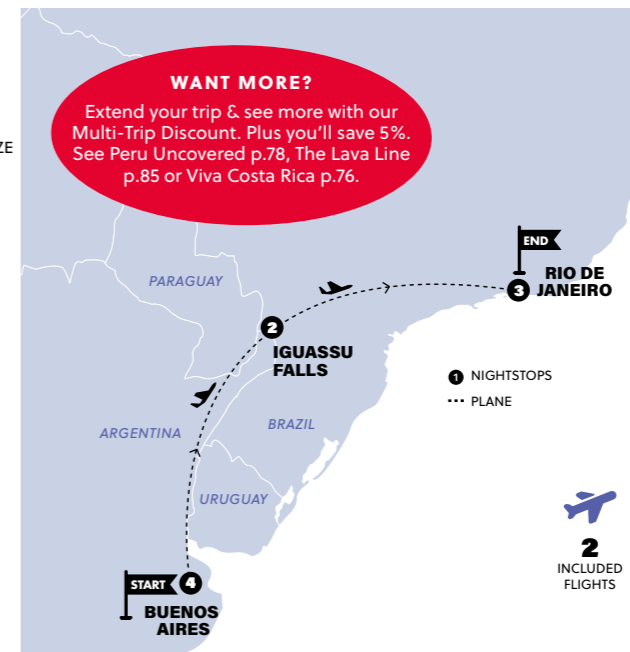 WANT MORE?
Extend your trip & see more with our
Multi-Trip Discount. Plus you'll save 5%.
See Peru Uncovered p.78, The Lava Line
p.85 or Viva Costa Rica p.76.
ZE
END
PARAGUAY
RIO DE
3 JANEIRO
2
IGUASSU
FALLS
1 NIGHTSTOPS
PLANE
ARGENTINA
BRAZIL
URUGUAY
START 4
BUENOS
AIRES
2
INCLUDED
FLIGHTS